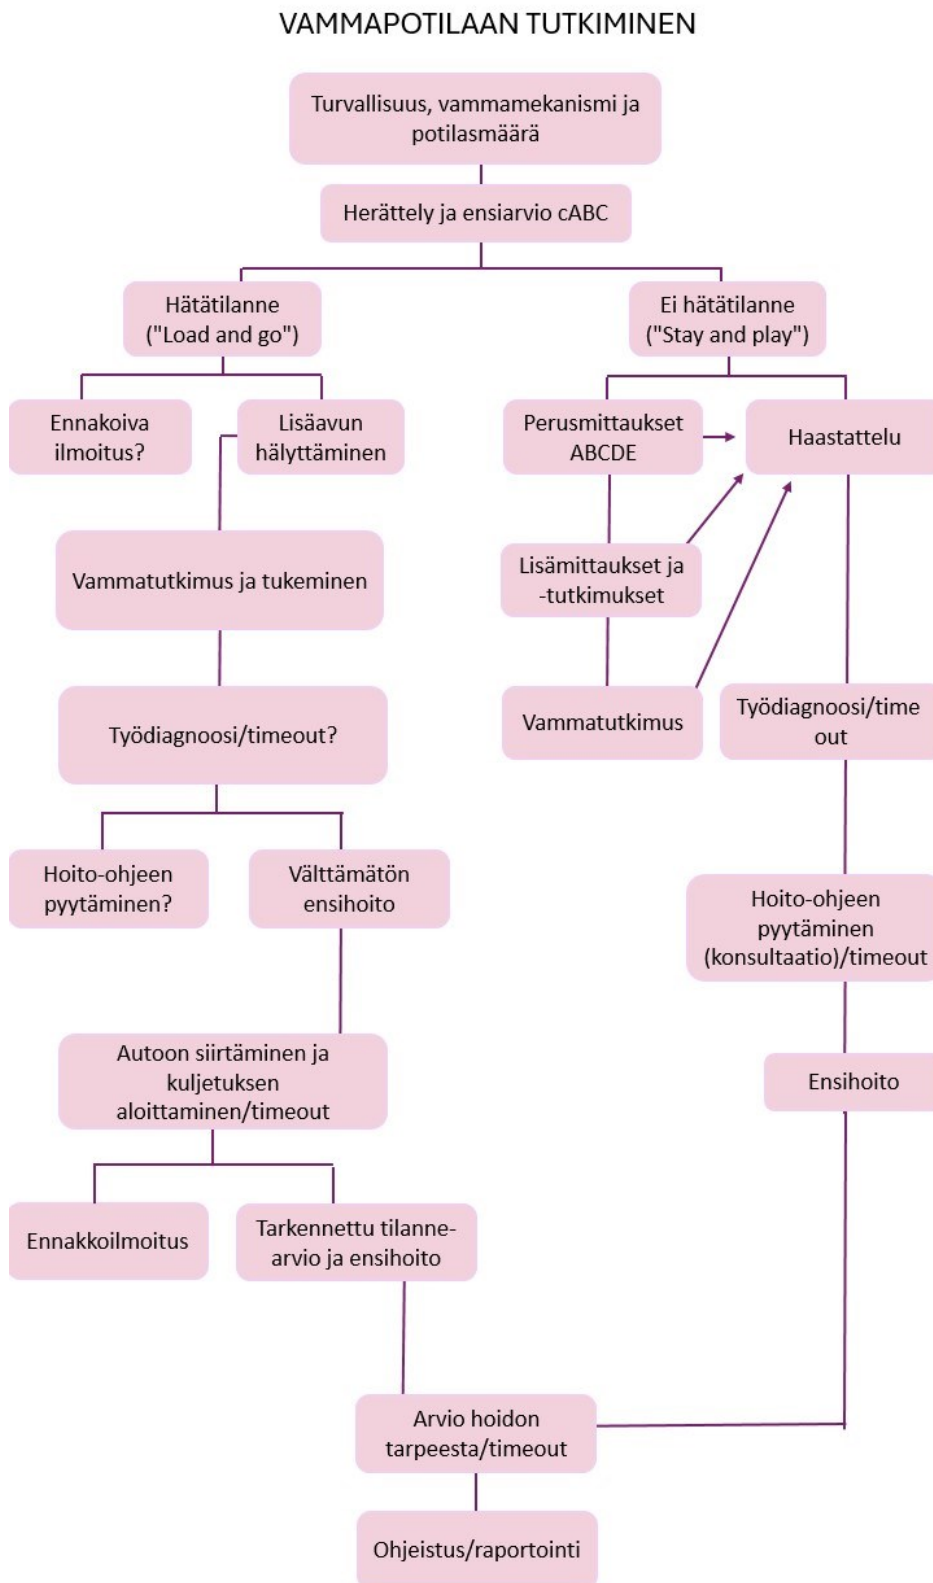 VAMMAPOTILAAN TUTKIMINEN
Turvallisuus, vammamekanismi ja
potilasmäärä
Herättely ja ensiarvio cABC
Hätätilanne
("Load and go")
Ei hätätilanne
("Stay and play")
Ennakoiva
ilmoitus?
Lisäavun
hälyttäminen
Perusmittaukset
ABCDE
Haastattelu
Vammatutkimus ja tukeminen
Lisämittaukset ja
-tutkimukset
Työdiagnoosi/timeout?
Vammatutkimus
Työdiagnoosi/time
out
Hoito-ohjeen
pyytäminen?
Välttämätön
ensihoito
Hoito-ohjeen
pyytäminen
(konsultaatio)/timeout
Autoon siirtäminen ja
kuljetuksen
aloittaminen/timeout
Ensihoito
Ennakkoilmoitus
Tarkennettu tilanne-
arvio ja ensihoito
Arvio hoidon
tarpeesta/timeout
Ohjeistus/raportointi